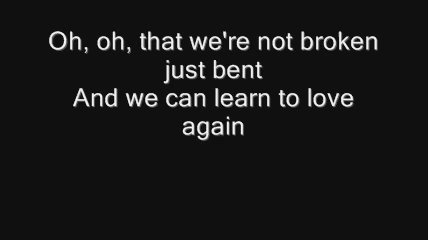 Oh, oh, that we're not broken
just bent
And we can learn to love
again